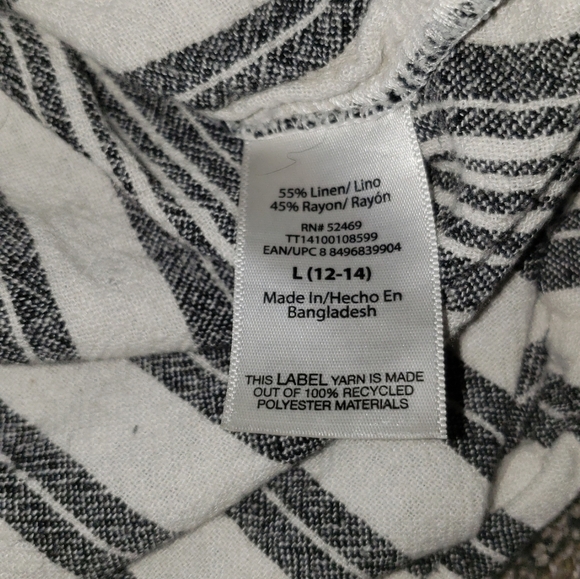 55% Linen/ Lino
45% Rayon/ Rayón
RN# 52469
TT14100108599
EAN/UPC 8 8496839904
L (12-14)
Made In/Hecho En
Bangladesh
THIS LABEL YARN IS MADE
OUT OF 100% RECYCLED
POLYESTER MATERIALS